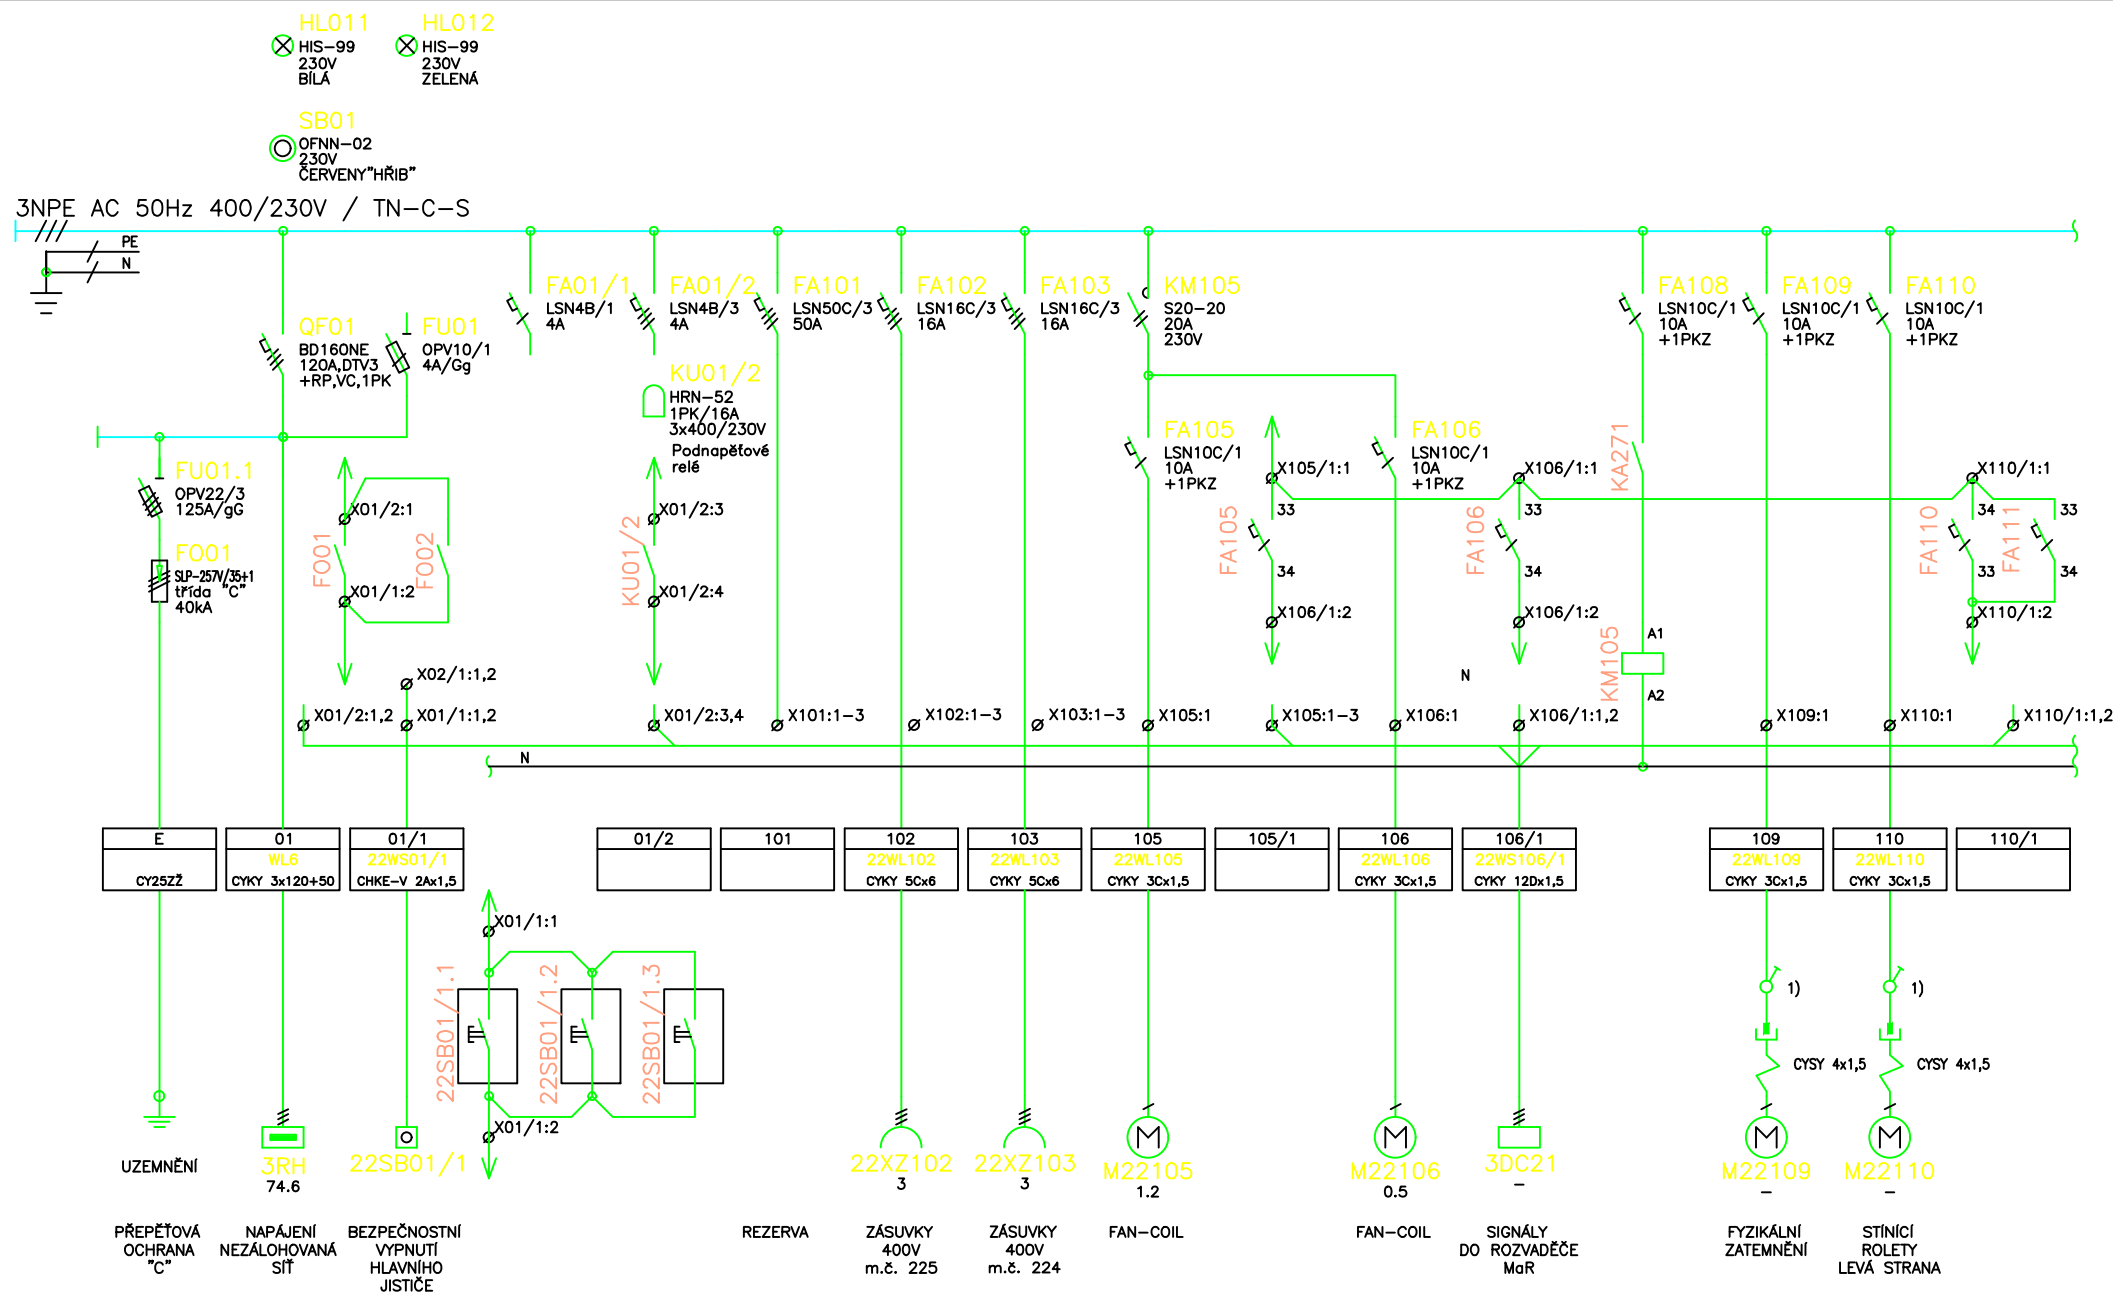 HL011
HIS-99
230V
BÍLÁ
HL012
HIS-99
230V
ZELENÁ
SB01
OFNN-02
230V
ČERVENY"HŘIB"
3NPE AC 50Hz 400/230V / TN-C-S
PE
N
QF01
BD160NE
120A,DTV3
+RP,VC,1PK
FU01
OPV10/1
4A/Gg
FA01/1
LSN4B/1
4A
FA01/2
LSN4B/3
4A
FA101
LSN50C/3
50A
FA102
LSN16C/3
16A
FA103
LSN16C/3
16A
KM105
S20-20
20A
230V
FA108
LSN10C/1
10A
+1PKZ
FA109
LSN10C/1
10A
+1PKZ
FA110
LSN10C/1
10A
+1PKZ
KU01/2
HRN-52
1PK/16A
3x400/230V
Podnapěťové
relé
FA105
LSN10C/1
10A
+1PKZ
FA106
LSN10C/1
10A
+1PKZ
FU01.1
OPV22/3
125A/gG
FO01
SLP-257V/35+1
třída "C"
40kA
X01/2:1
FO01
FO02
X01/1:2
X01/2:3
KU01/2
X01/2:4
X105/1:1
33
FA105
34
X106/1:2
X106/1:1
33
FA106
34
X106/1:2
KA271
KM105
A1
A2
X110/1:1
34
FA110
33
33
FA111
34
X110/1:2
N
X02/1:1,2
X01/2:1,2
X01/1:1,2
X01/2:3,4
X101:1-3
X102:1-3
X103:1-3
X105:1
X105:1-3
X106:1
X106/1:1,2
X109:1
X110:1
X110/1:1,2
N
E
CY25ZŽ
01
WL6
CYKY 3x120+50
01/1
22WS01/1
CHKE-V 2Ax1,5
01/2
101
102
22WL102
CYKY 5Cx6
103
22WL103
CYKY 5Cx6
105
22WL105
CYKY 3Cx1,5
105/1
106
22WL106
CYKY 3Cx1,5
106/1
22WS106/1
CYKY 12Dx1,5
109
22WL109
CYKY 3Cx1,5
110
22WL110
CYKY 3Cx1,5
110/1
X01/1:1
22SB01/1.1
22SB01/1.2
22SB01/1.3
X01/1:2
1)
CYSY 4x1,5
1)
CYSY 4x1,5
M
M
M
M
UZEMNĚNÍ
3RH
74.6
22SB01/1
22XZ102
3
22XZ103
3
M22105
1.2
M22106
0.5
3DC21
-
M22109
-
M22110
-
PŘEPĚŤOVÁ
OCHRANA
"C"
NAPÁJENÍ
NEZÁLOHOVANÁ
SÍŤ
BEZPEČNOSTNÍ
VYPNUTÍ
HLAVNÍHO
JISTIČE
REZERVA
ZÁSUVKY
400V
m.č. 225
ZÁSUVKY
400V
m.č. 224
FAN-COIL
FAN-COIL
SIGNÁLY
DO ROZVADĚČE
MaR
FYZIKÁLNÍ
ZATEMNĚNÍ
STÍNÍCÍ
ROLETY
LEVÁ STRANA